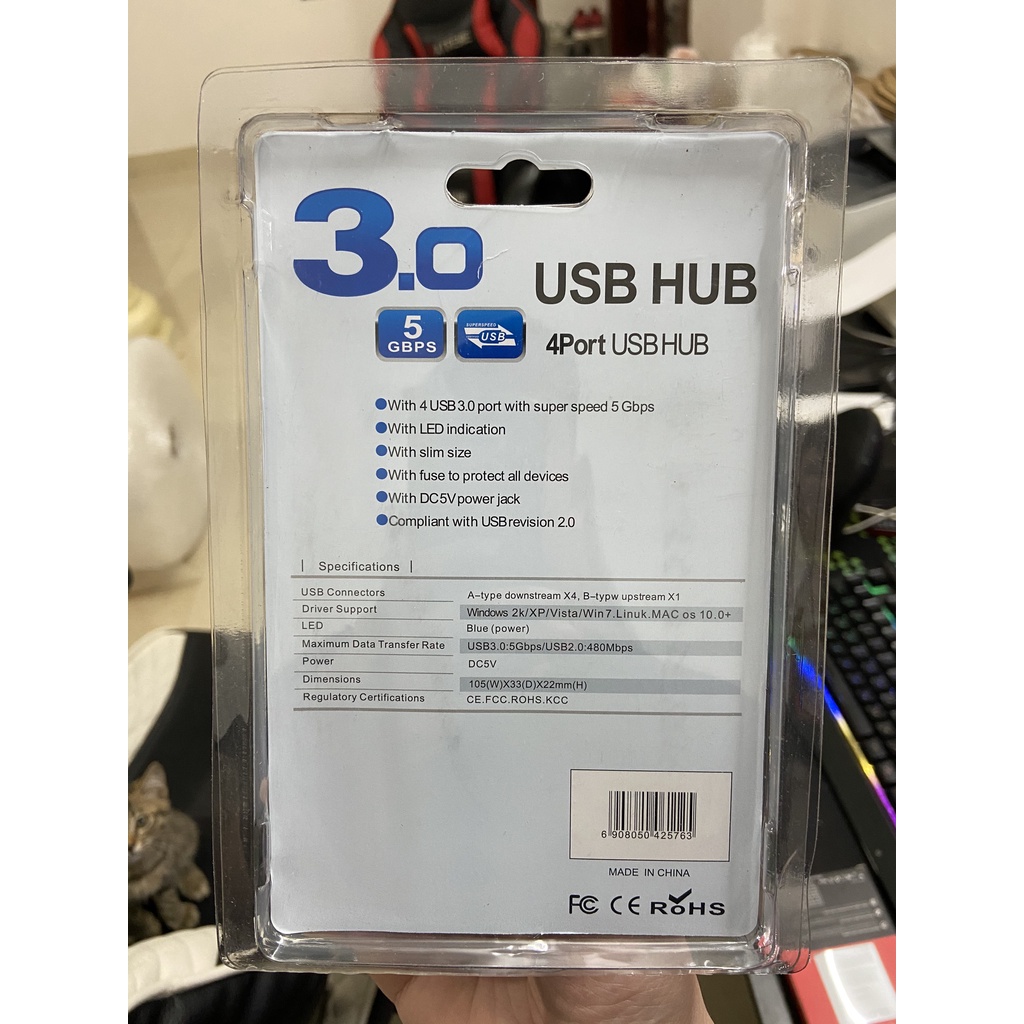 3.0
USB HUB
5
GBPS
SUPERSPEED
USB
4Port USB HUB
With 4 USB3.0 port with super speed 5 Gbps
With LED indication
With slim size
With fuse to protect all devices
With DC5V power jack
Compliant with USB revision 2.0
| Specifications |
USB Connectors A-type downstream X4, B-typw upstream X1
Driver Support Windows 2k/XP/Vista/Win7.Linuk.MAC os 10.0+
LED Blue (power)
Maximum Data Transfer Rate USB3.0:5Gbps/USB2.0:480Mbps
Power DC5V
Dimensions 105(W)X33(D)X22mm(H)
Regulatory Certifications CE.FCC.ROHS.KCC
6 908050 425763
MADE IN CHINA
FC CE RoHS